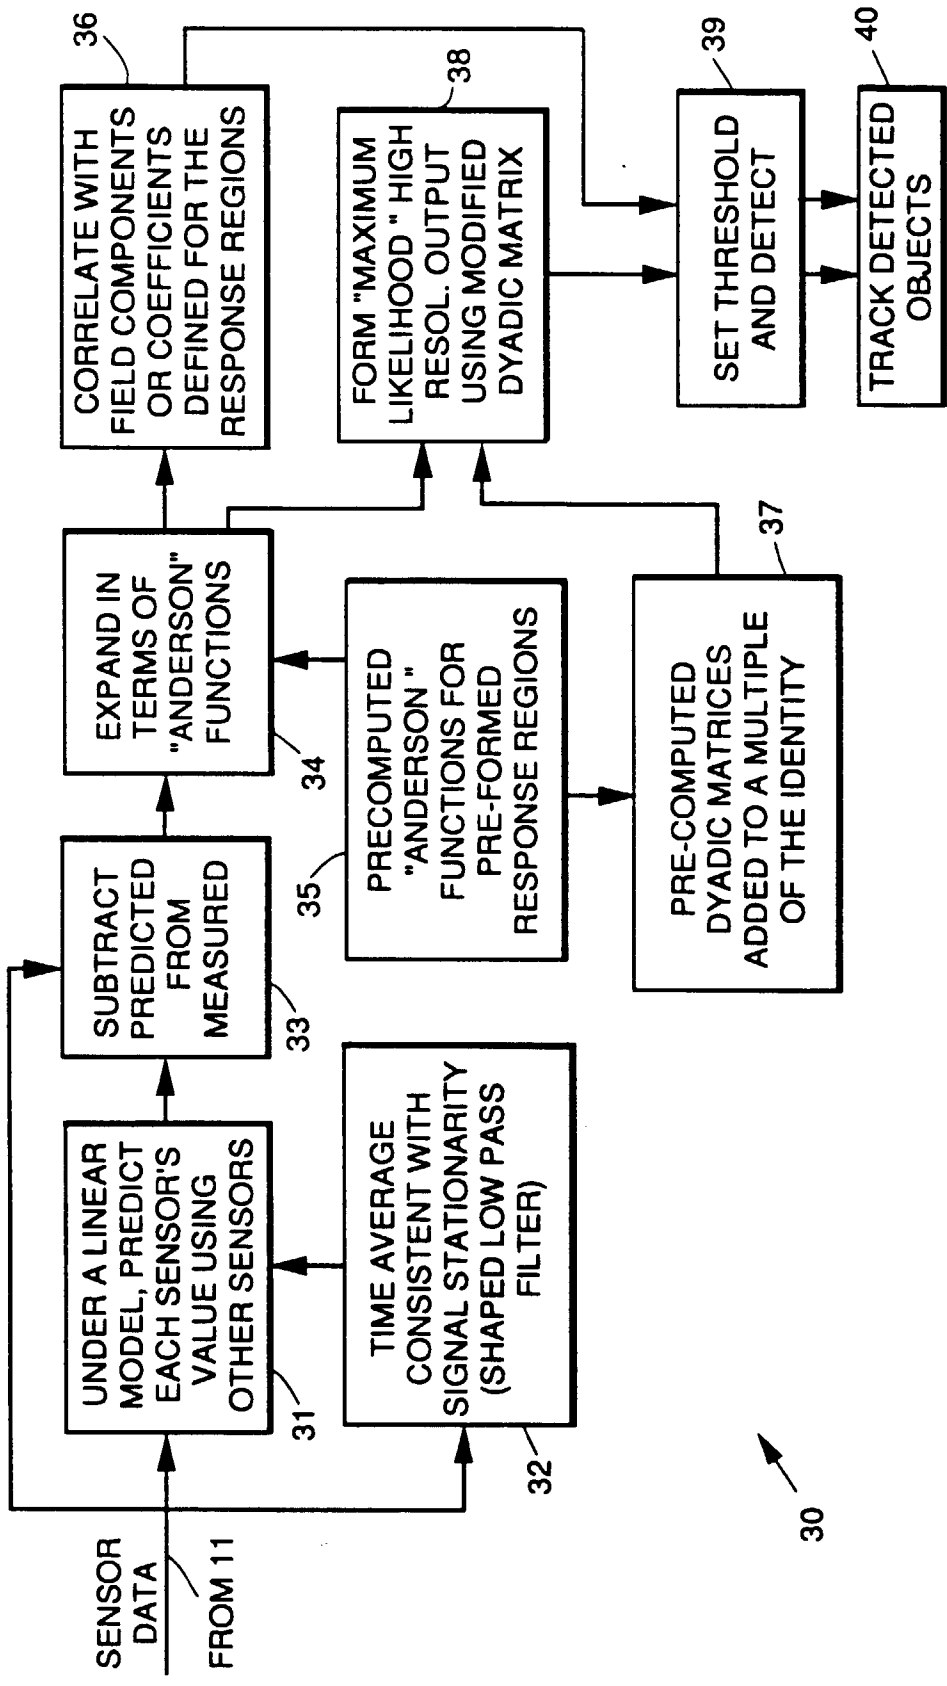 SENSOR
DATA
FROM 11
UNDER A LINEAR
MODEL, PREDICT
EACH SENSOR'S
VALUE USING
OTHER SENSORS
31
TIME AVERAGE
CONSISTENT WITH
SIGNAL STATIONARITY
(SHAPED LOW PASS
FILTER)
32
SUBTRACT
PREDICTED
FROM
MEASURED
33
EXPAND IN
TERMS OF
"ANDERSON"
FUNCTIONS
34
PRECOMPUTED
"ANDERSON "
FUNCTIONS FOR
PRE-FORMED
RESPONSE REGIONS
35
CORRELATE WITH
FIELD COMPONENTS
OR COEFFICIENTS
DEFINED FOR THE
RESPONSE REGIONS
36
PRE-COMPUTED
DYADIC MATRICES
ADDED TO A MULTIPLE
OF THE IDENTITY
37
FORM "MAXIMUM
LIKELIHOOD " HIGH
RESOL. OUTPUT
USING MODIFIED
DYADIC MATRIX
38
SET THRESHOLD
AND DETECT
39
TRACK DETECTED
OBJECTS
40
30